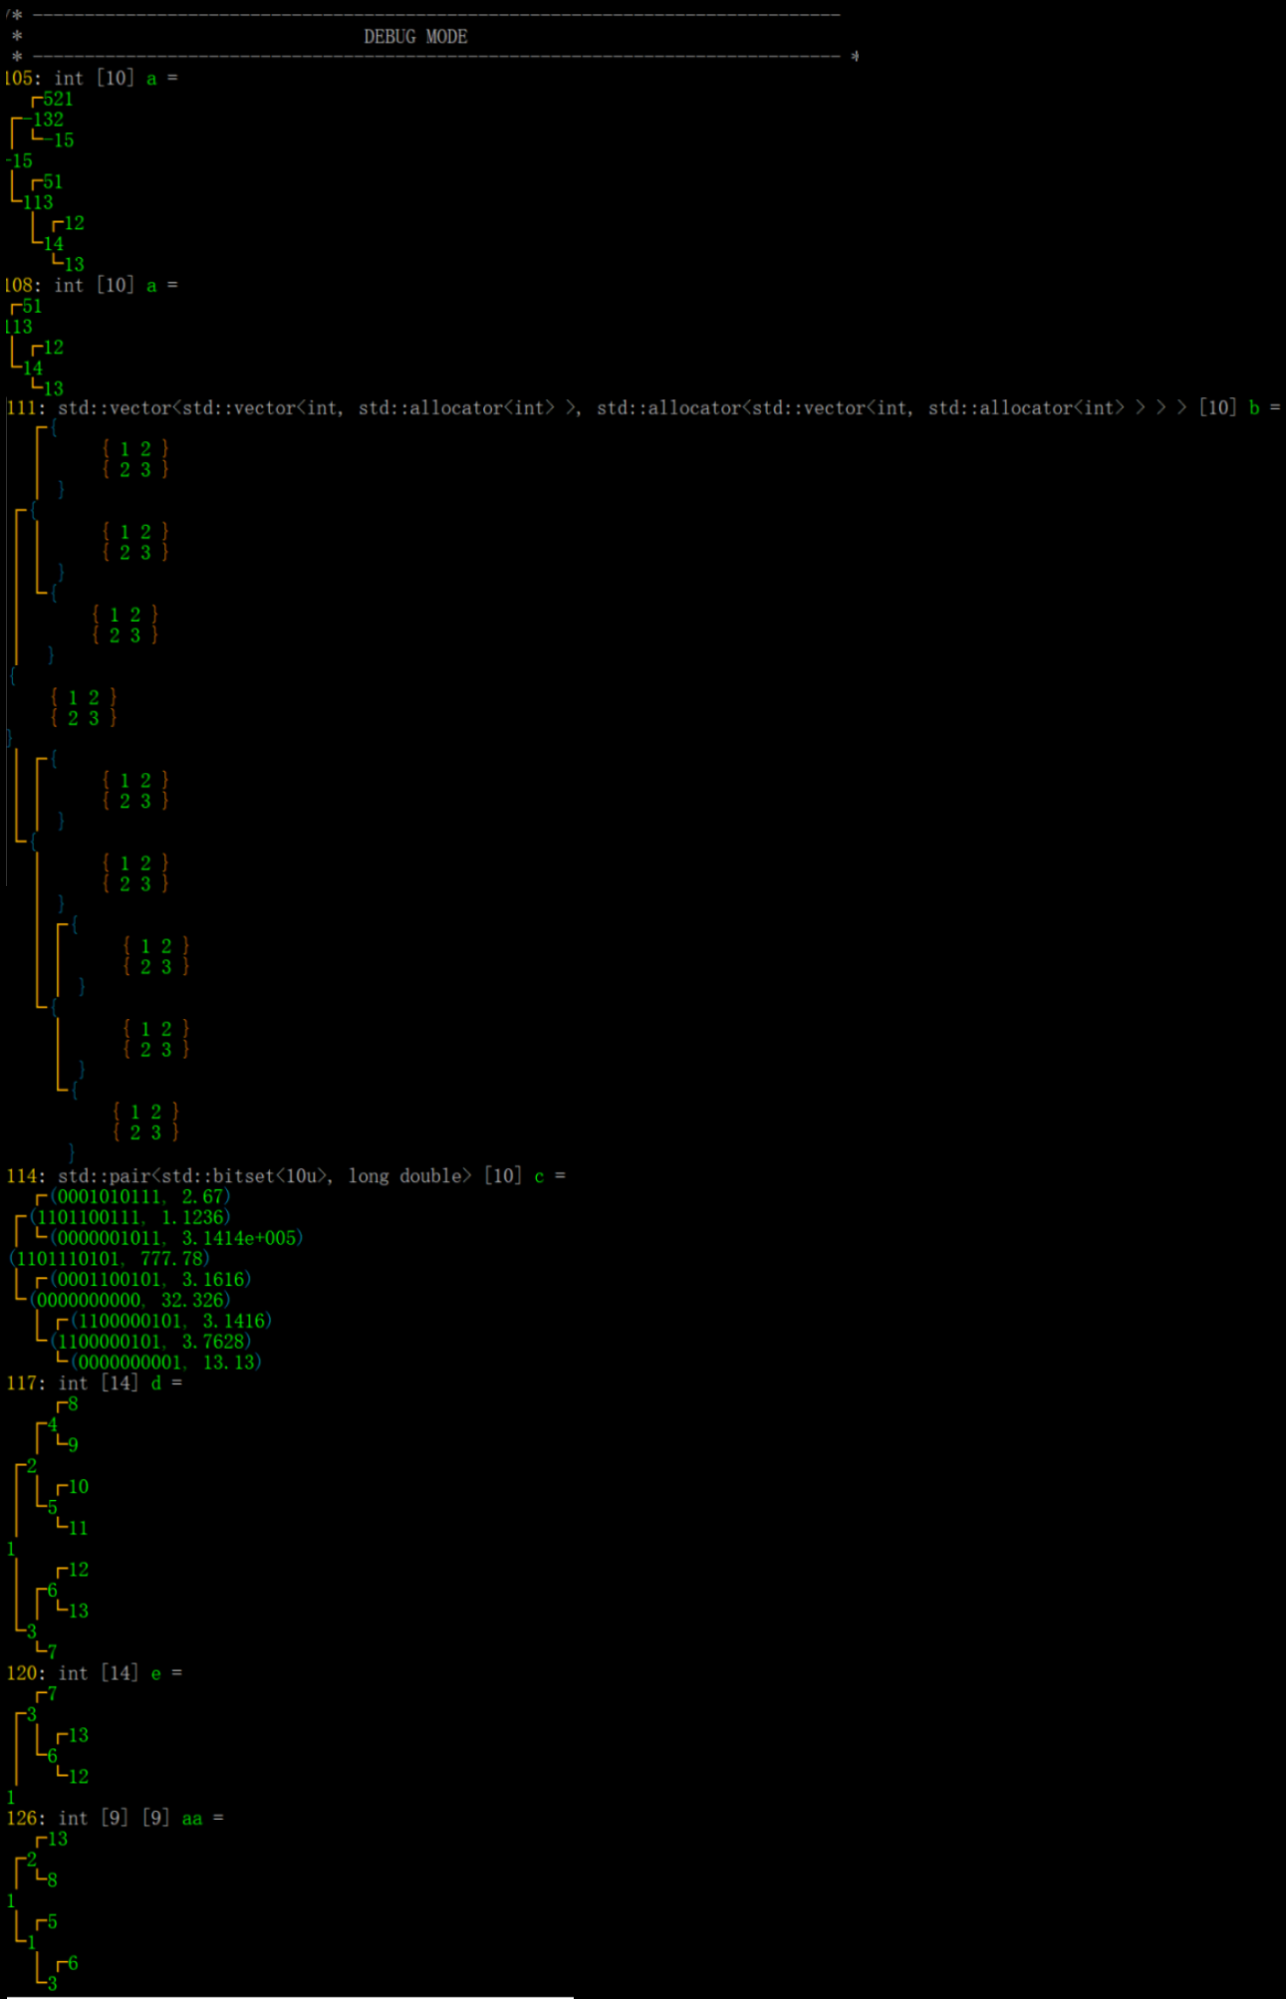 /* ------------------------------------------------------------------------------
* DEBUG MODE
* ------------------------------------------------------------------------------ *
105: int [10] a =
┌521
┌-132
│ └-15
-15
│ ┌51
└113
│ ┌12
└14
└13
108: int [10] a =
┌51
113
│ ┌12
└14
└13
111: std::vector<std::vector<int, std::allocator<int> >, std::allocator<std::vector<int, std::allocator<int> > > > [10] b =
┌{
│ { 1 2 }
│ { 2 3 }
│ }
┌{
│ │ { 1 2 }
│ │ { 2 3 }
│ │ }
│ └{
│ { 1 2 }
│ { 2 3 }
│ }
{
{ 1 2 }
{ 2 3 }
}
│ ┌{
│ │ { 1 2 }
│ │ { 2 3 }
│ │ }
└{
│ { 1 2 }
│ { 2 3 }
│ }
│ ┌{
│ │ { 1 2 }
│ │ { 2 3 }
│ │ }
└{
│ { 1 2 }
│ { 2 3 }
│ }
└{
{ 1 2 }
{ 2 3 }
}
114: std::pair<std::bitset<10u>, long double> [10] c =
┌(0001010111, 2.67)
┌(1101100111, 1.1236)
│ └(0000001011, 3.1414e+005)
(1101110101, 777.78)
│ ┌(0001100101, 3.1616)
└(0000000000, 32.326)
│ ┌(1100000101, 3.1416)
└(1100000101, 3.7628)
└(0000000001, 13.13)
117: int [14] d =
┌8
┌4
│ └9
┌2
│ │ ┌10
│ └5
│ └11
1
│ ┌12
│ ┌6
│ │ └13
└3
└7
120: int [14] e =
┌7
┌3
│ │ ┌13
│ └6
│ └12
1
126: int [9] [9] aa =
┌13
┌2
│ └8
1
│ ┌5
└1
│ ┌6
└3